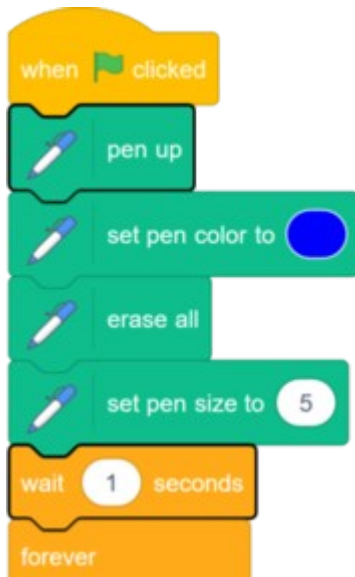 when clicked
pen up
set pen color to
erase all
set pen size to 5
wait 1 seconds
forever